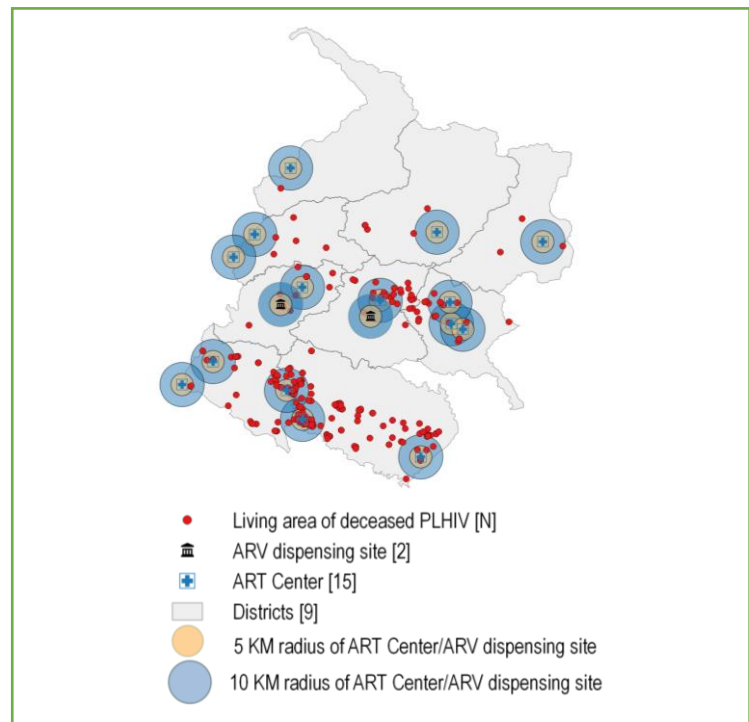 Living area of deceased PLHIV [N]
ARV dispensing site [2]
ART Center [15]
Districts [9]
5 KM radius of ART Center/ARV dispensing site
10 KM radius of ART Center/ARV dispensing site